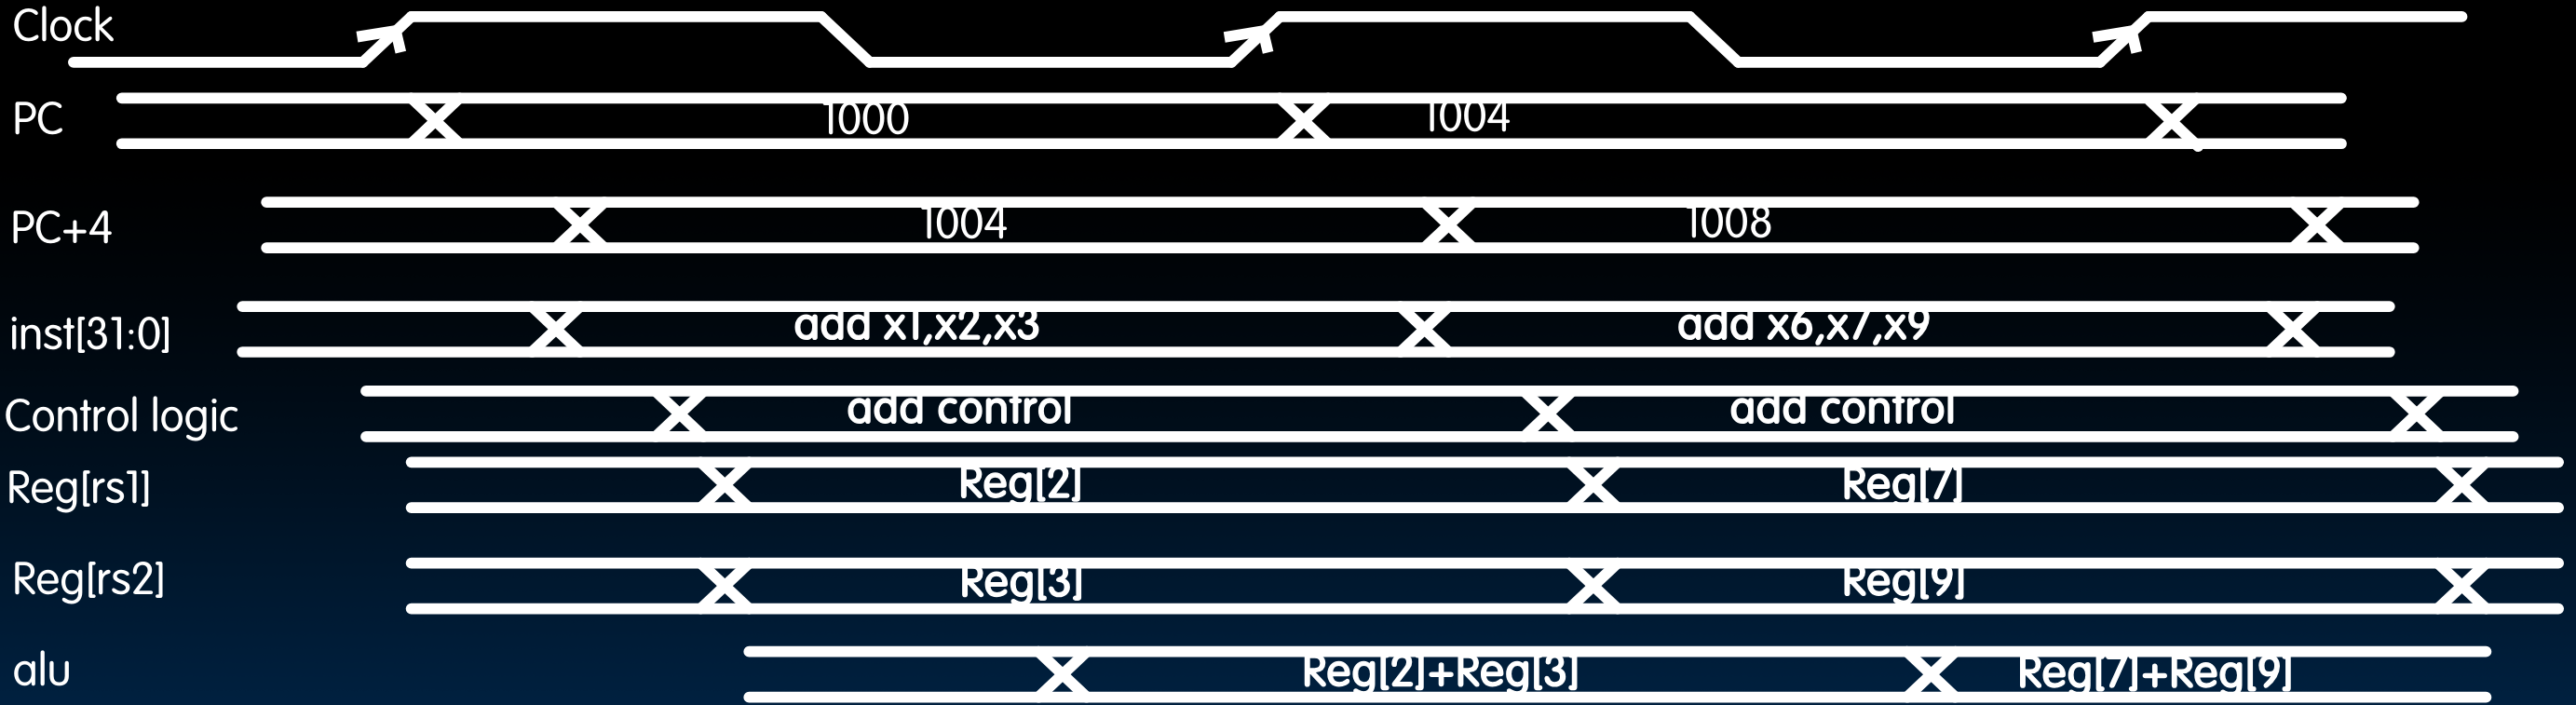 Clock
PC 1000 1004
PC+4 1004 1008
inst[31:0] add x1,x2,x3 add x6,x7,x9
Control logic add control add control
Reg[rs1] Reg[2] Reg[7]
Reg[rs2] Reg[3] Reg[9]
alu Reg[2]+Reg[3] Reg[7]+Reg[9]